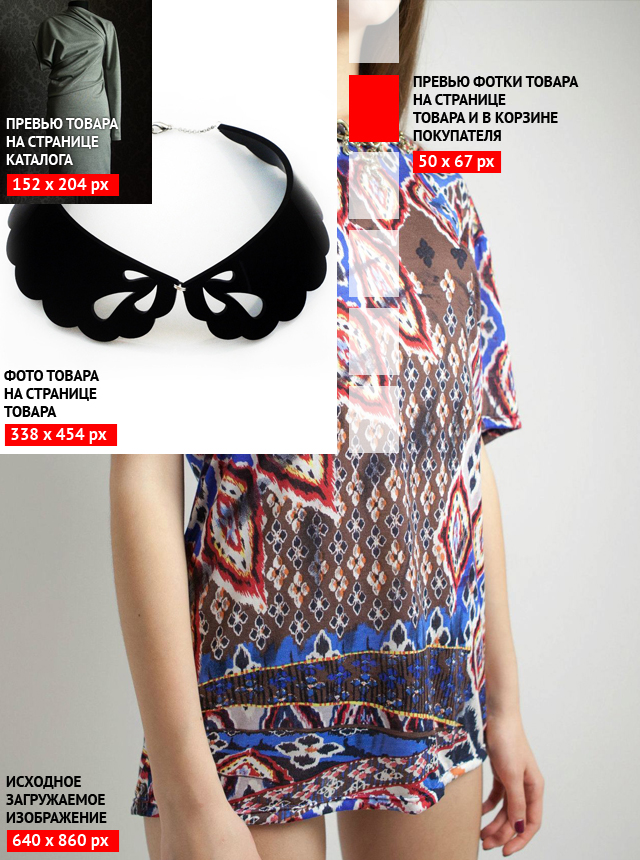 ПРЕВЬЮ ТОВАРА
НА СТРАНИЦЕ
КАТАЛОГА
152 x 204 px
ПРЕВЬЮ ФОТКИ ТОВАРА
НА СТРАНИЦЕ
ТОВАРА И В КОРЗИНЕ
ПОКУПАТЕЛЯ
50 x 67 px
ФОТО ТОВАРА
НА СТРАНИЦЕ
ТОВАРА
338 x 454 px
ИСХОДНОЕ
ЗАГРУЖАЕМОЕ
ИЗОБРАЖЕНИЕ
640 x 860 px